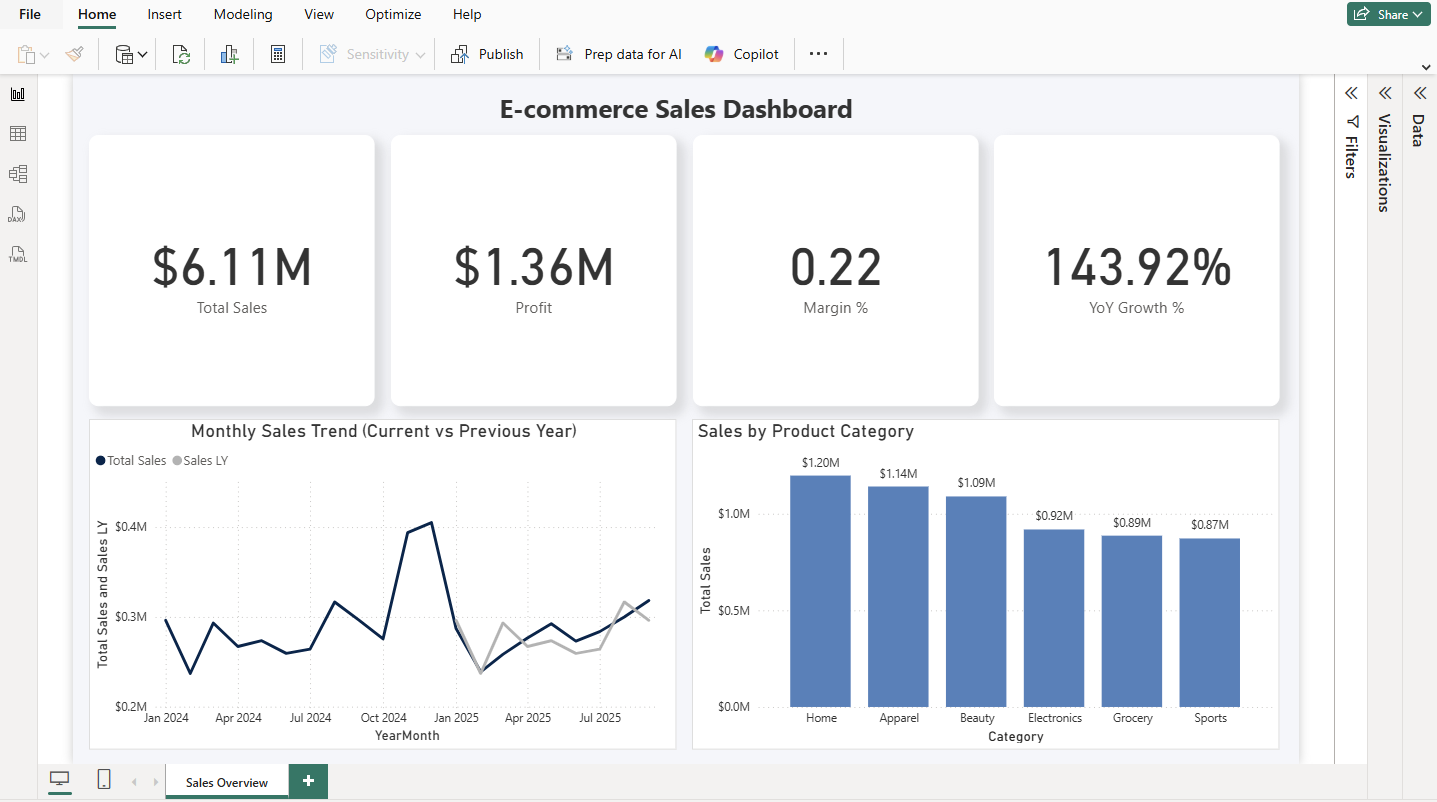 File Home Insert Modeling View Optimize Help Share
Sensitivity Publish Prep data for AI Copilot ...
DAX
TMDL
E-commerce Sales Dashboard
$6.11M
Total Sales
$1.36M
Profit
0.22
Margin %
143.92%
YoY Growth %
Monthly Sales Trend (Current vs Previous Year)
Total Sales Sales LY
Total Sales and Sales LY
$0.4M
$0.3M
$0.2M
Jan 2024 Apr 2024 Jul 2024 Oct 2024 Jan 2025 Apr 2025 Jul 2025
YearMonth
Sales by Product Category
Total Sales
$1.0M
$0.5M
$0.0M
$1.20M $1.14M $1.09M $0.92M $0.89M $0.87M
Home Apparel Beauty Electronics Grocery Sports
Category
Filters
Visualizations
Data
Sales Overview +